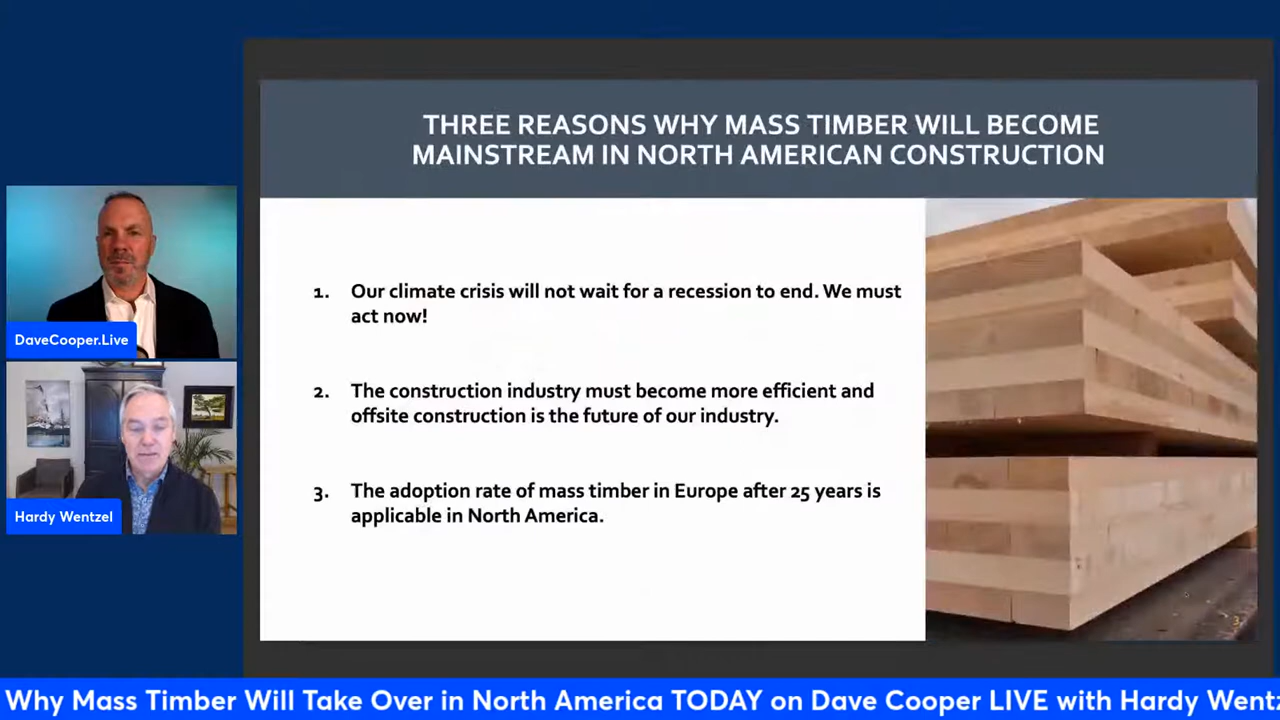 THREE REASONS WHY MASS TIMBER WILL BECOME
MAINSTREAM IN NORTH AMERICAN CONSTRUCTION
1. Our climate crisis will not wait for a recession to end. We must
act now!
2. The construction industry must become more efficient and
offsite construction is the future of our industry.
3. The adoption rate of mass timber in Europe after 25 years is
applicable in North America.
3
DaveCooper.Live
Hardy Wentzel
Why Mass Timber Will Take Over in North America TODAY on Dave Cooper LIVE with Hardy Wentz